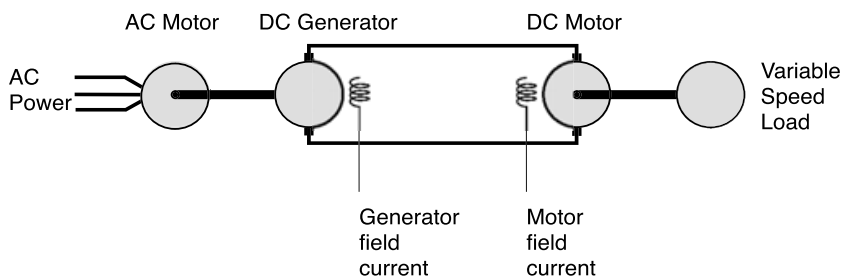 AC Motor
DC Generator
DC Motor
AC
Power
Variable
Speed
Load
Generator
field
current
Motor
field
current